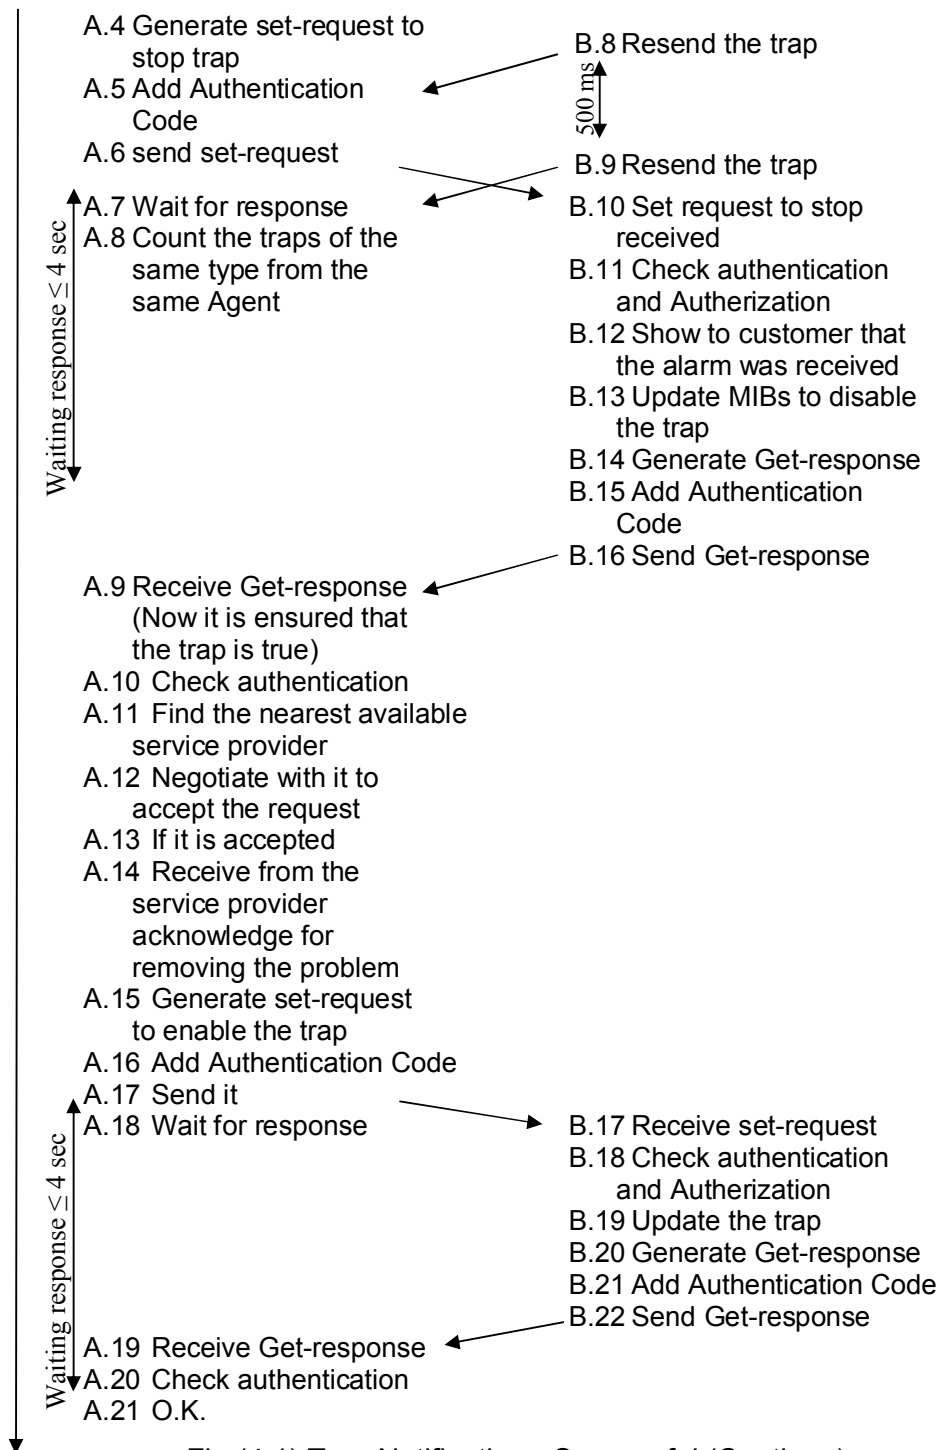 A.4 Generate set-request to
stop trap
A.5 Add Authentication
Code
A.6 send set-request
A.7 Wait for response
A.8 Count the traps of the
same type from the
same Agent
Waiting response ≤ 4 sec
B.8 Resend the trap
500 ms
B.9 Resend the trap
B.10 Set request to stop
received
B.11 Check authentication
and Autherization
B.12 Show to customer that
the alarm was received
B.13 Update MIBs to disable
the trap
B.14 Generate Get-response
B.15 Add Authentication
Code
B.16 Send Get-response
A.9 Receive Get-response
(Now it is ensured that
the trap is true)
A.10 Check authentication
A.11 Find the nearest available
service provider
A.12 Negotiate with it to
accept the request
A.13 If it is accepted
A.14 Receive from the
service provider
acknowledge for
removing the problem
A.15 Generate set-request
to enable the trap
A.16 Add Authentication Code
A.17 Send it
A.18 Wait for response
Waiting response ≤ 4 sec
B.17 Receive set-request
B.18 Check authentication
and Autherization
B.19 Update the trap
B.20 Generate Get-response
B.21 Add Authentication Code
B.22 Send Get-response
A.19 Receive Get-response
A.20 Check authentication
A.21 O.K.